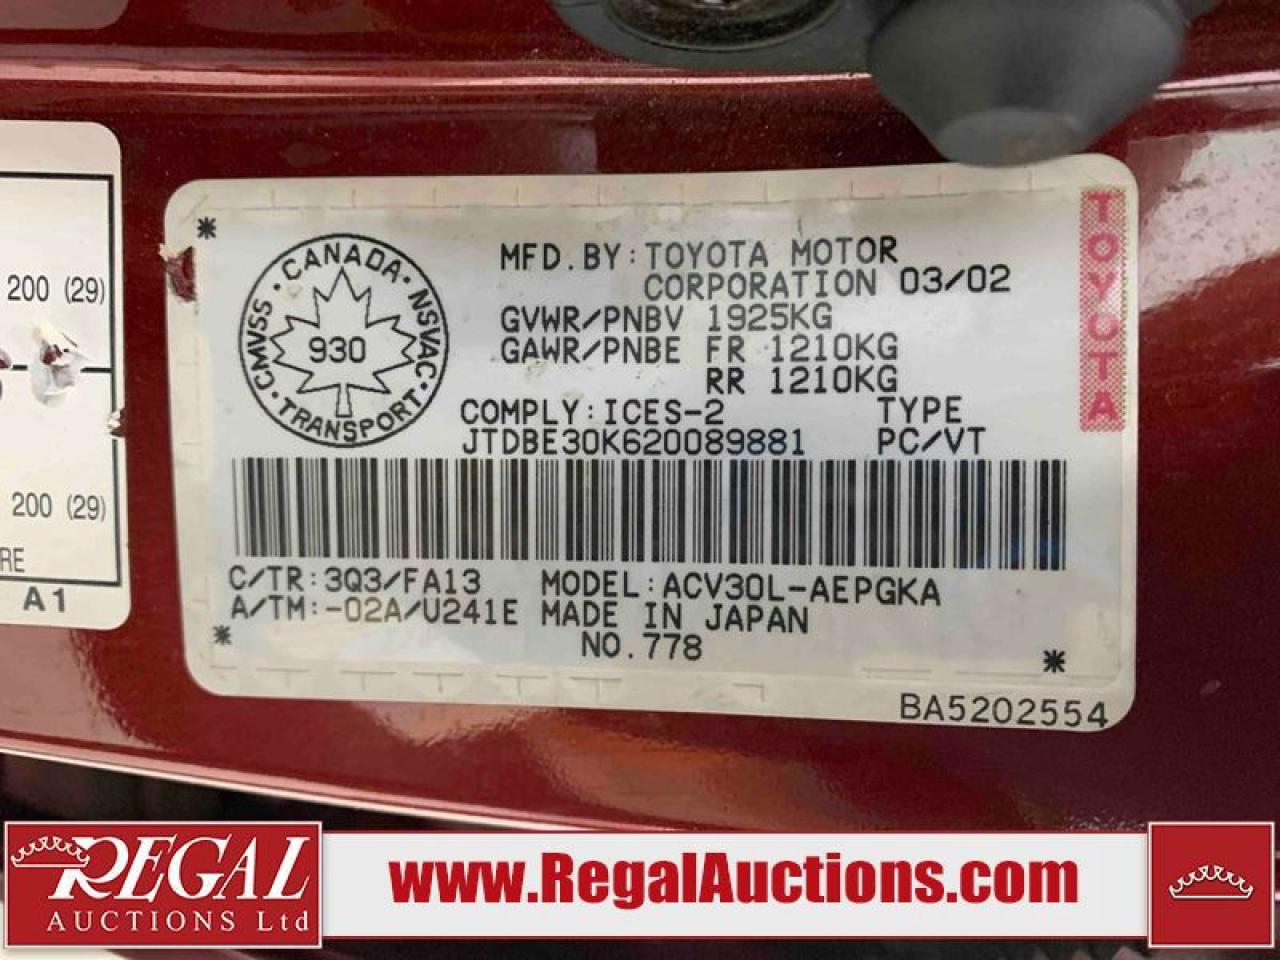 200 (29)
200 (29)
RE
A1
CANADA · NSVAC · TRANSPORT · CMVSS
930
MFD.BY:TOYOTA MOTOR
CORPORATION 03/02
GVWR/PNBV 1925KG
GAWR/PNBE FR 1210KG
RR 1210KG
COMPLY:ICES-2 TYPE
JTDBE30K620089881 PC/VT
C/TR:3Q3/FA13 MODEL:ACV30L-AEPGKA
A/TM:-02A/U241E MADE IN JAPAN
NO.778
BA5202554
TOYOTA
REGAL
AUCTIONS Ltd
www.RegalAuctions.com